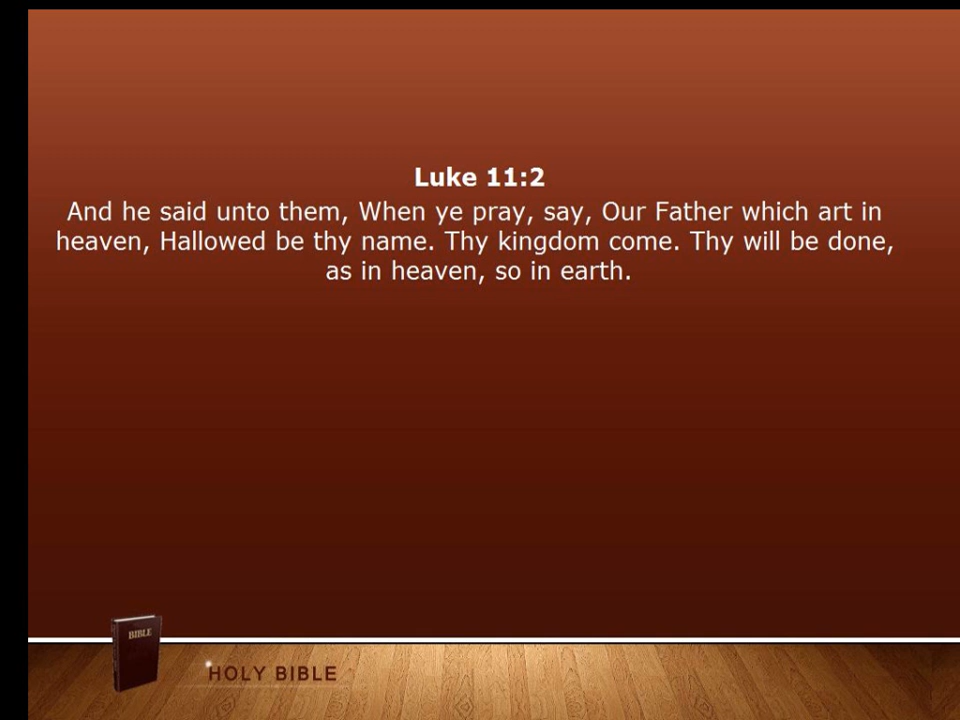 Luke 11:2
And he said unto them, When ye pray, say, Our Father which art in
heaven, Hallowed be thy name. Thy kingdom come. Thy will be done,
as in heaven, so in earth.
BIBLE
HOLY BIBLE